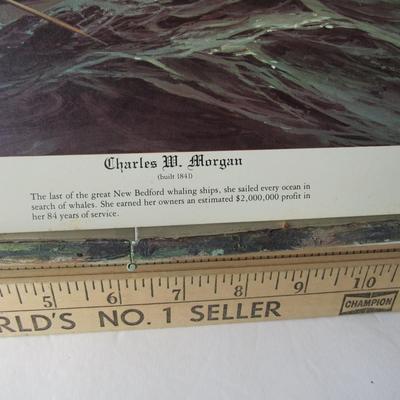 Charles W. Morgan
(built 1841)
The last of the great New Bedford whaling ships, she sailed every ocean in
search of whales. She earned her owners an estimated $2,000,000 profit in
her 84 years of service.
5 6 7 8 9 10
RLD'S NO. 1 SELLER
CHAMPION